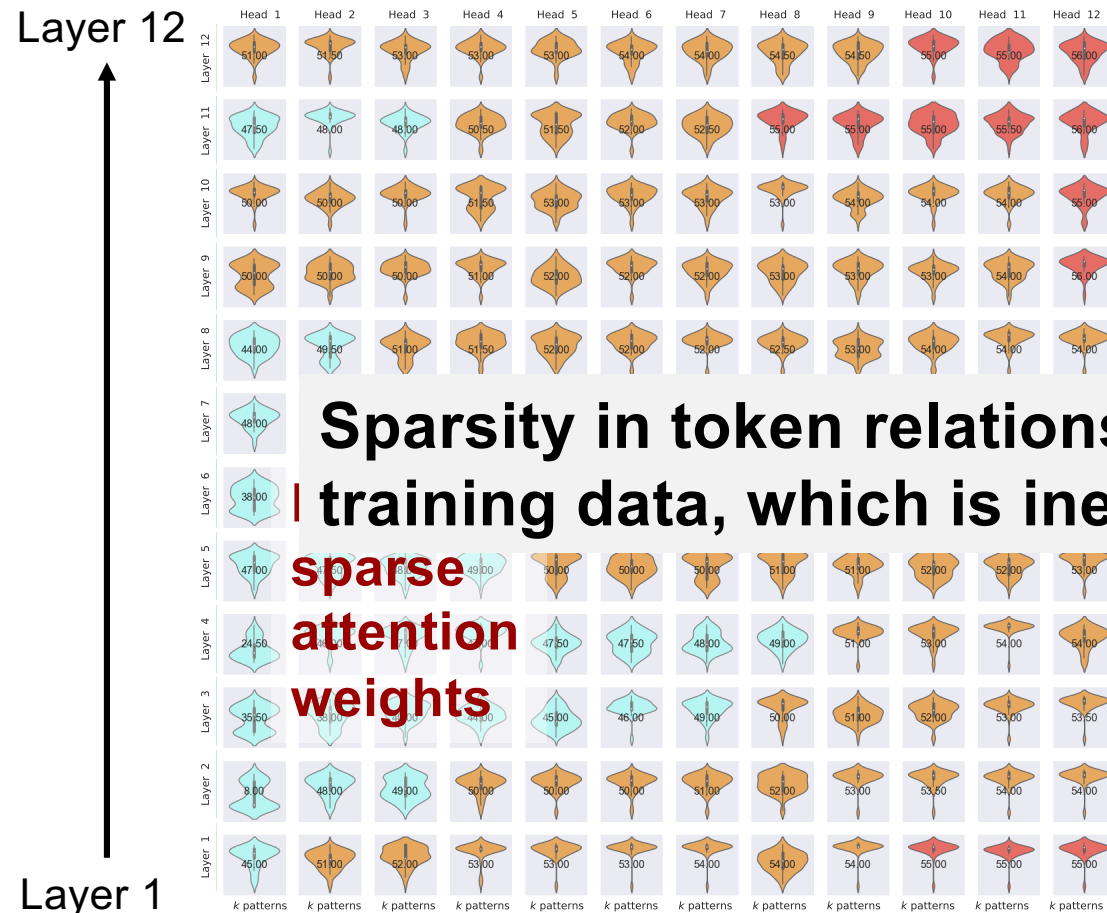 Head 1 Head 2 Head 3 Head 4 Head 5 Head 6 Head 7 Head 8 Head 9 Head 10 Head 11 Head 12
Layer 12
Layer 12 51.00 51.50 53.00 53.00 53.00 54.00 54.00 54.50 54.50 55.00 55.00 56.00
Layer 11 47.50 48.00 48.00 50.50 51.50 52.00 52.50 55.00 55.00 55.00 55.50 56.00
Layer 10 50.00 50.00 50.00 51.50 53.00 53.00 53.00 53.00 54.00 54.00 54.00 55.00
Layer 9 50.00 50.00 50.00 51.00 52.00 52.00 52.00 53.00 53.00 53.00 54.00 56.00
Layer 8 44.00 49.50 51.00 51.50 52.00 52.00 52.00 52.50 53.00 54.00 54.00 54.00
Layer 7 48.00
Sparsity in token relations
Layer 6 38.00
training data, which is ine
Layer 5 47.00 47.50 48.00 49.00 50.00 50.00 50.00 51.00 51.00 52.00 52.00 53.00
sparse
Layer 4 24.50 47.50 47.50 48.00 49.00 51.00 53.00 54.00 54.00
attention
Layer 3 35.50 38.00 44.00 45.00 46.00 49.00 50.00 51.00 52.00 53.00 53.50
weights
Layer 2 8.00 48.00 49.00 50.00 50.00 50.00 51.00 52.00 53.00 53.50 54.00 54.00
Layer 1 45.00 51.00 52.00 53.00 53.00 53.00 54.00 54.00 54.00 55.00 55.00 55.00
Layer 1
k patterns k patterns k patterns k patterns k patterns k patterns k patterns k patterns k patterns k patterns k patterns k patterns